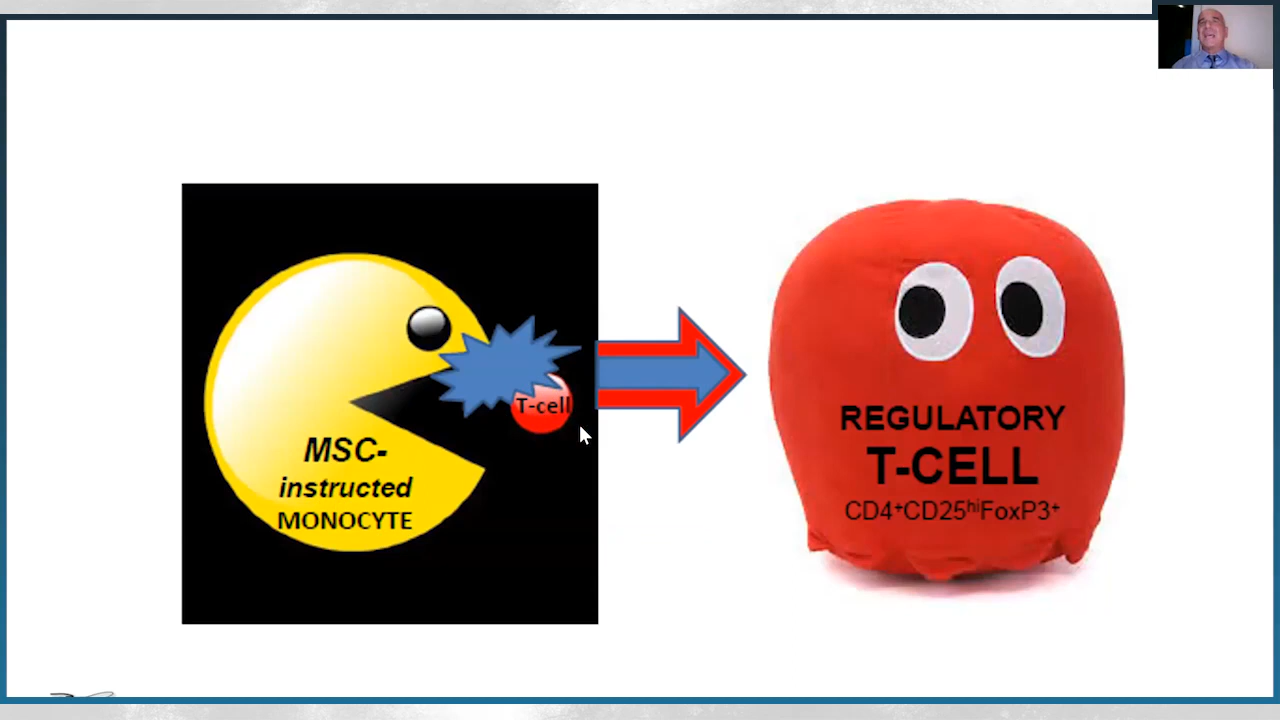 MSC-
instructed
MONOCYTE
T-cell
REGULATORY
T-CELL
CD4⁺CD25ʰⁱFoxP3⁺